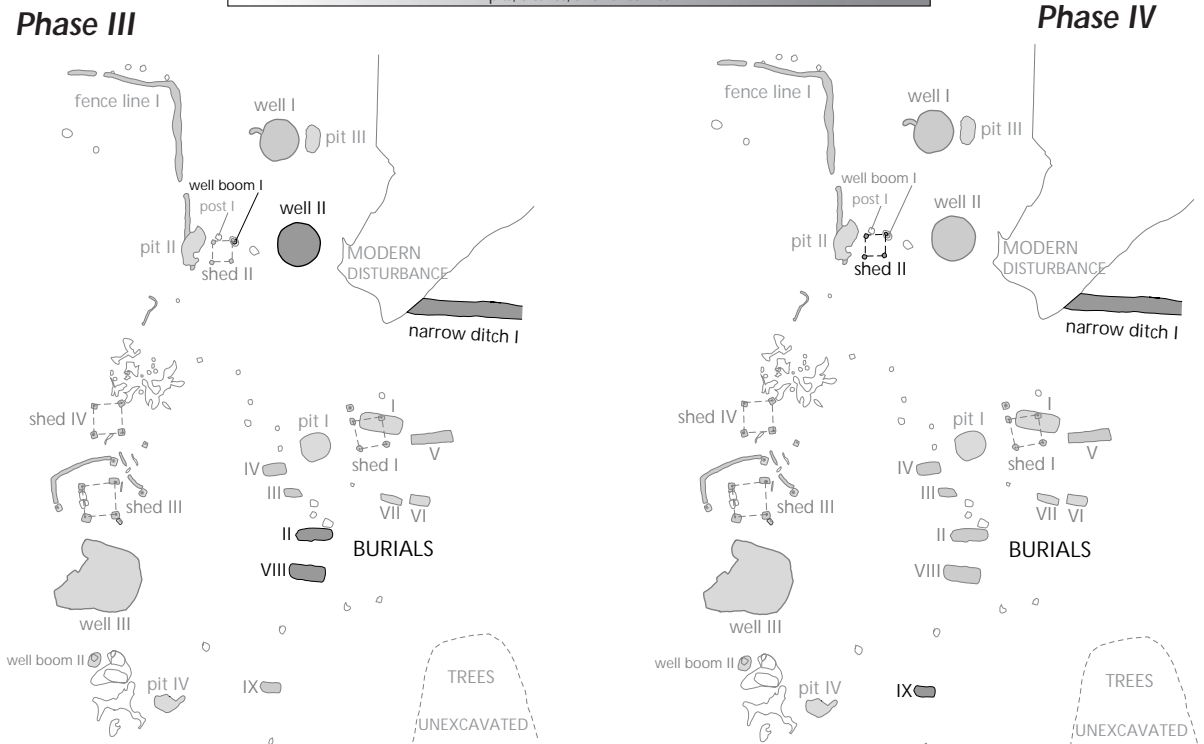 Phase III
Phase IV
fence line I
well I
pit III
well boom I
post I
well II
pit II
shed II
MODERN
DISTURBANCE
narrow ditch I
shed IV
pit I
I
shed I
V
IV
III
shed III
VII
VI
II
BURIALS
VIII
well III
well boom II
pit IV
IX
TREES
UNEXCAVATED
fence line I
well I
pit III
well boom I
post I
well II
pit II
shed II
MODERN
DISTURBANCE
narrow ditch I
shed IV
pit I
I
shed I
V
IV
III
shed III
VII
VI
II
BURIALS
VIII
well III
well boom II
pit IV
IX
TREES
UNEXCAVATED